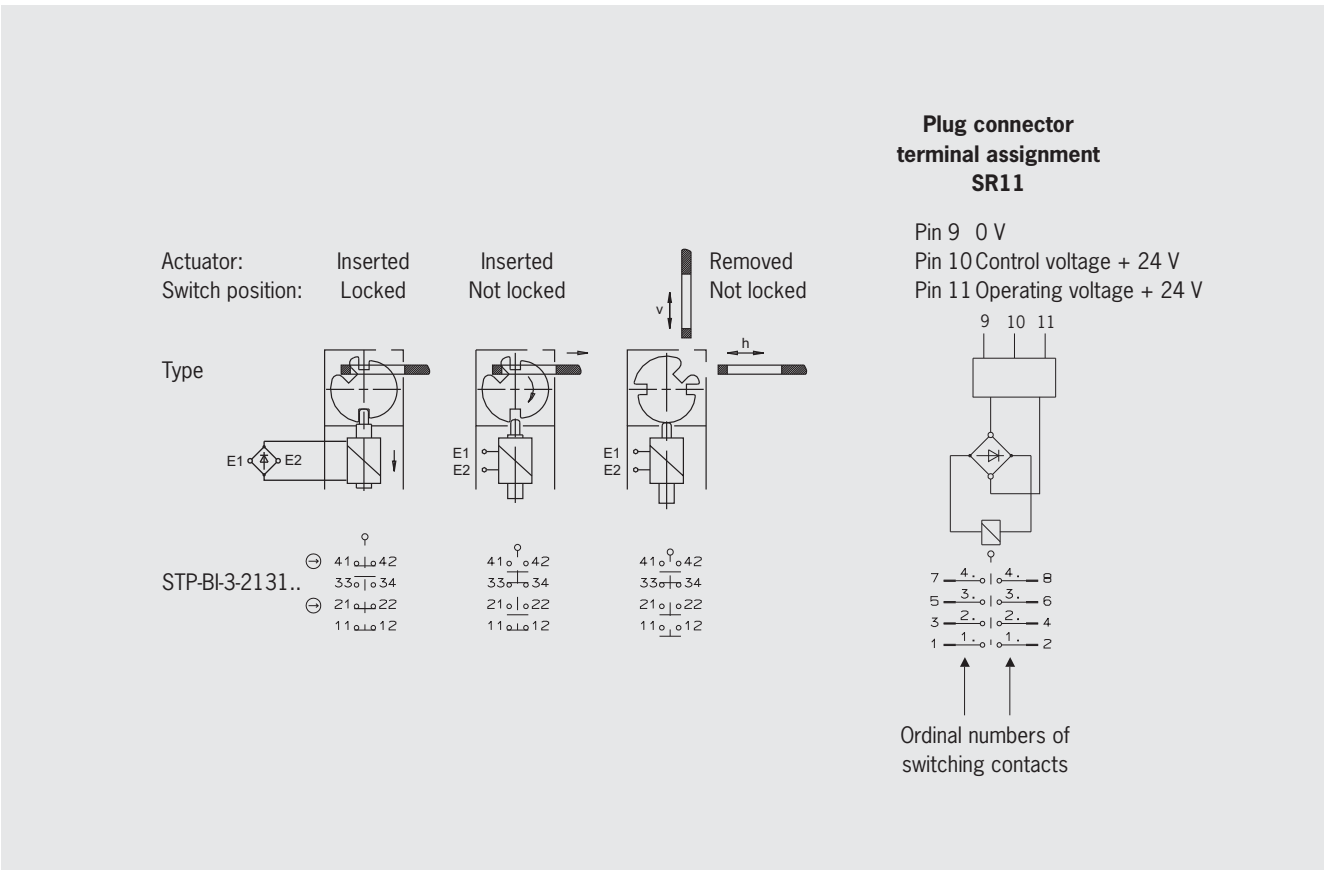 Plug connector
terminal assignment
SR11
Pin 9 0 V
Pin 10 Control voltage + 24 V
Pin 11 Operating voltage + 24 V
Actuator: Inserted Inserted Removed
Switch position: Locked Not locked Not locked
v
h
Type
9 10 11
E1 E2
E1
E2
E1
E2
STP-BI-3-2131..
41 42
33 34
21 22
11 12
41 42
33 34
21 22
11 12
41 42
33 34
21 22
11 12
7 4. 4. 8
5 3. 3. 6
3 2. 2. 4
1 1. 1. 2
Ordinal numbers of
switching contacts